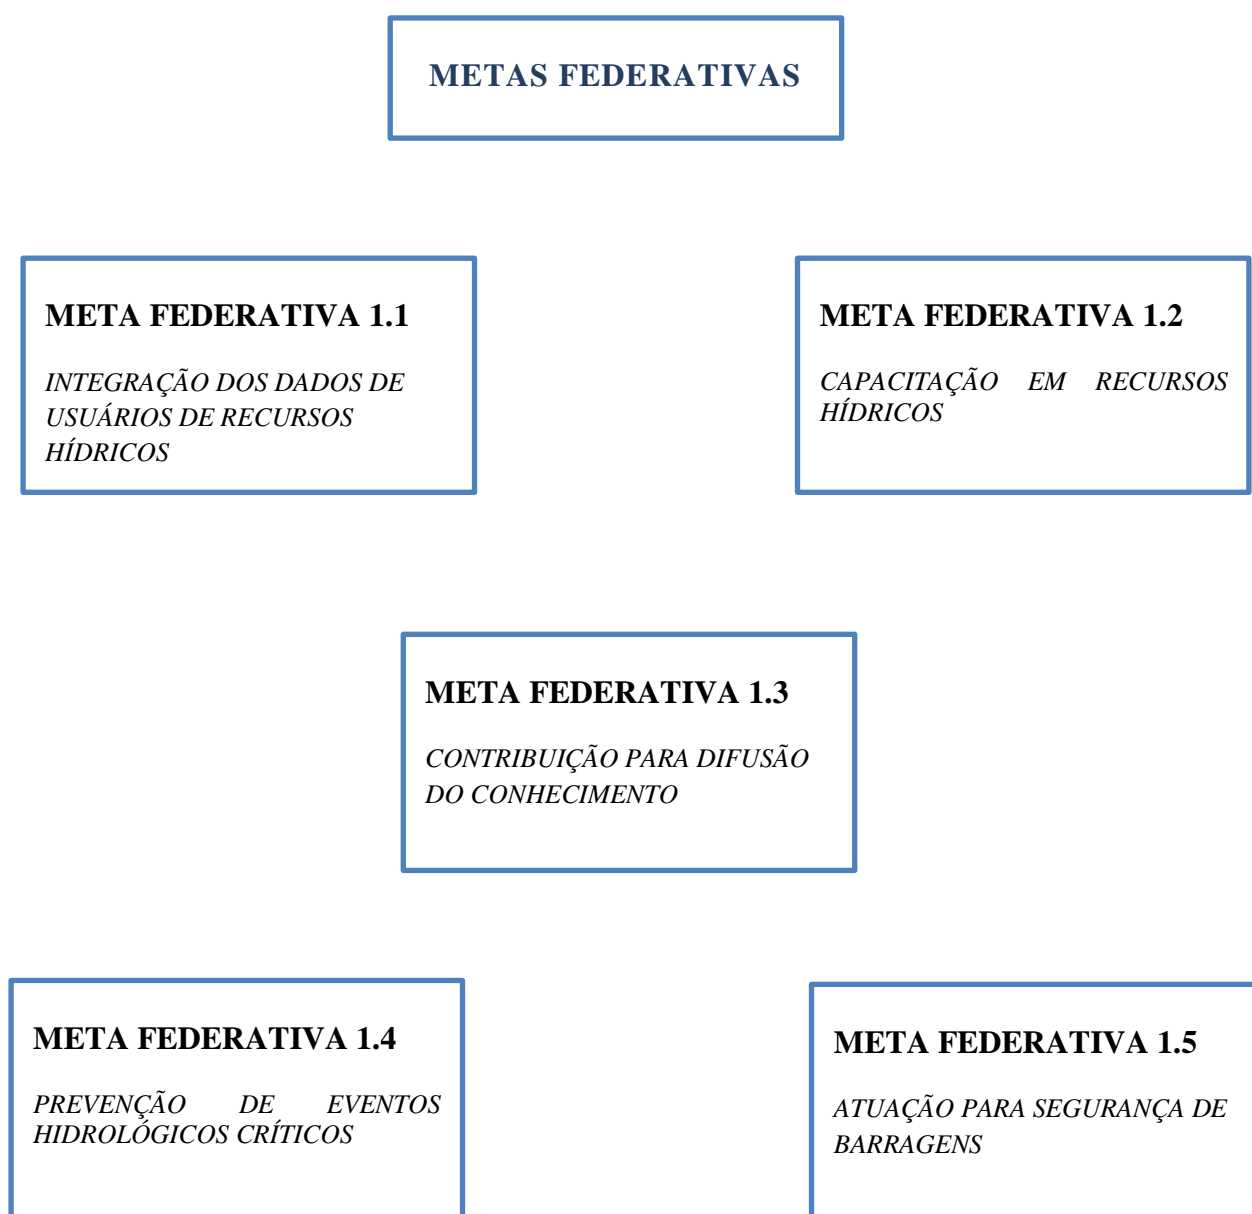 METAS FEDERATIVAS
META FEDERATIVA 1.1
INTEGRAÇÃO DOS DADOS DE
USUÁRIOS DE RECURSOS
HÍDRICOS
META FEDERATIVA 1.2
CAPACITAÇÃO EM RECURSOS
HÍDRICOS
META FEDERATIVA 1.3
CONTRIBUIÇÃO PARA DIFUSÃO
DO CONHECIMENTO
META FEDERATIVA 1.4
PREVENÇÃO DE EVENTOS
HIDROLÓGICOS CRÍTICOS
META FEDERATIVA 1.5
ATUAÇÃO PARA SEGURANÇA DE
BARRAGENS